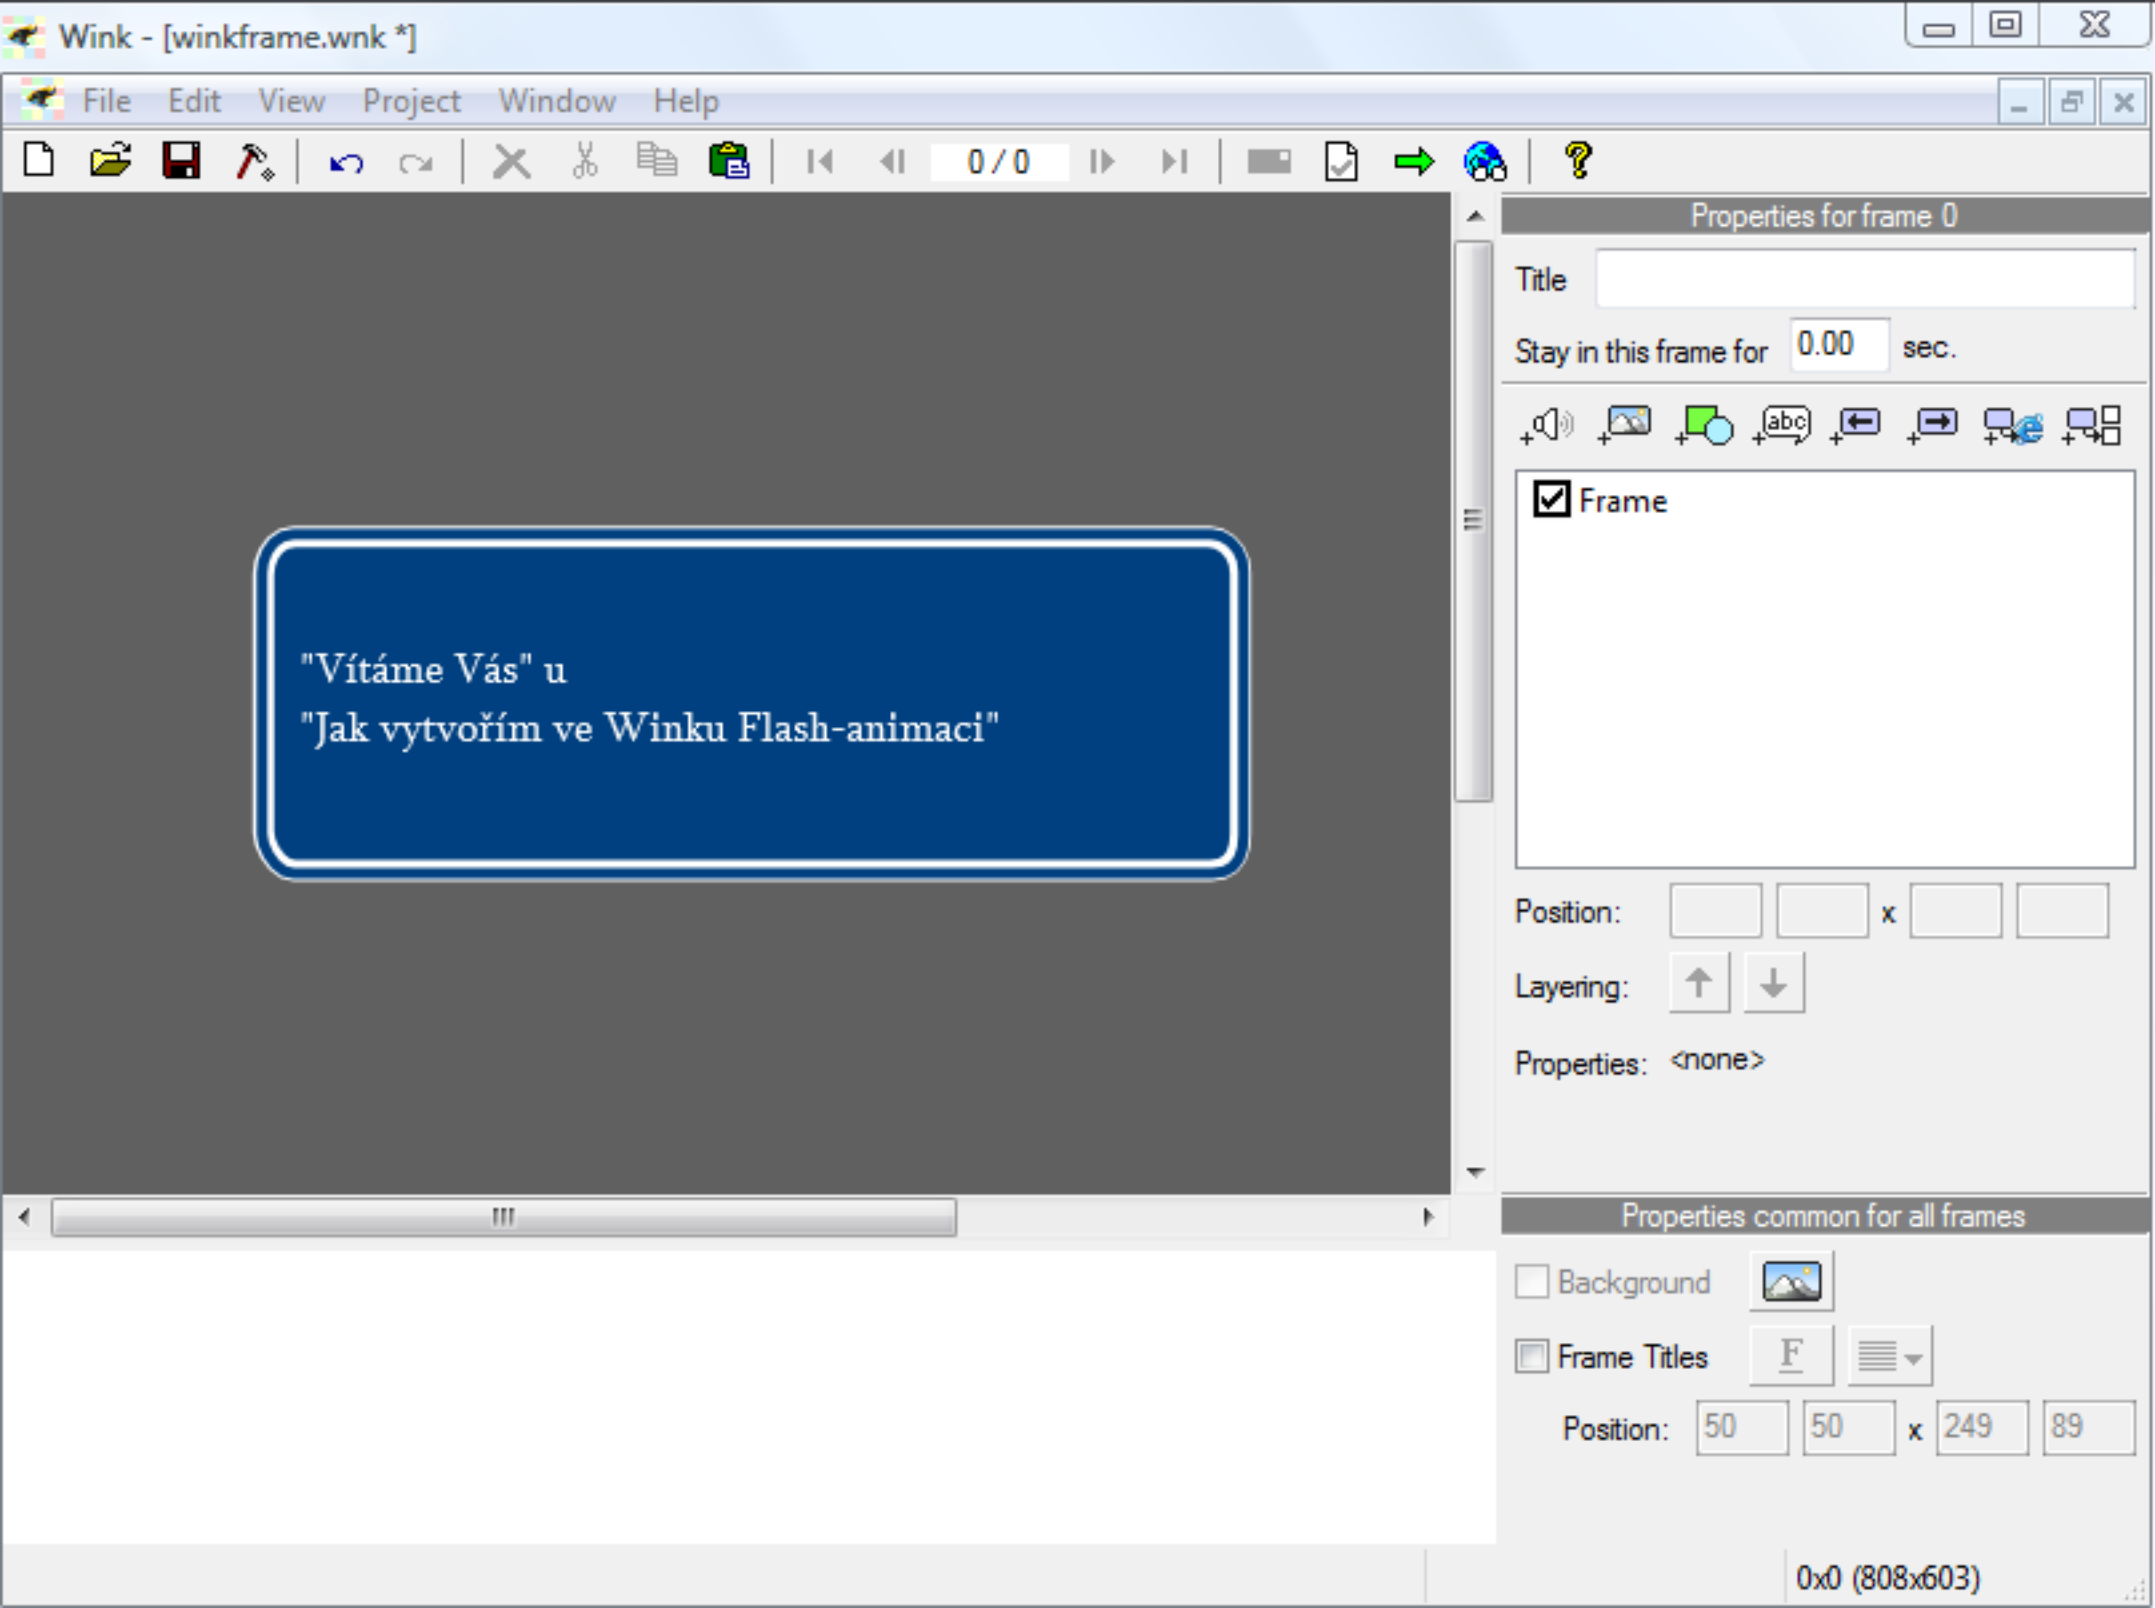 Wink - [winkframe.wnk *]
File Edit View Project Window Help
0 / 0
Properties for frame 0
Title
Stay in this frame for 0.00 sec.
abc
Frame
"Vítáme Vás" u
"Jak vytvořím ve Winku Flash-animaci"
Position: x
Layering:
Properties: <none>
Properties common for all frames
Background
Frame Titles F
Position: 50 50 x 249 89
0x0 (808x603)